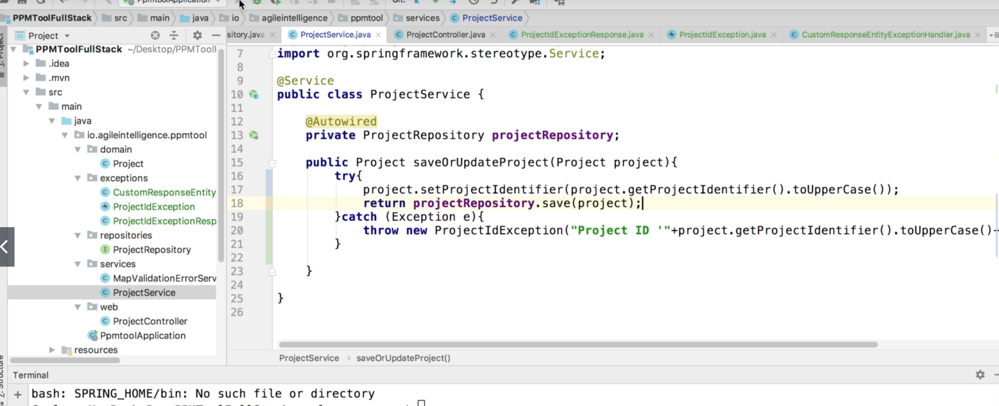 PpmtoolApplication
Git:
PPMToolFullStack src main java io agileintelligence ppmtool services ProjectService
Project
sitory.java ProjectService.java ProjectController.java ProjectIdExceptionResponse.java ProjectIdException.java CustomResponseEntityExceptionHandler.java
1: Project
PPMToolFullStack ~/Desktop/PPMToolF
.idea
.mvn
src
main
java
io.agileintelligence.ppmtool
domain
Project
exceptions
CustomResponseEntity
ProjectIdException
ProjectIdExceptionResp
repositories
ProjectRepository
services
MapValidationErrorServ
ProjectService
web
ProjectController
PpmtoolApplication
resources
7 import org.springframework.stereotype.Service;
8
9 @Service
10 public class ProjectService {
11
12 @Autowired
13 private ProjectRepository projectRepository;
14
15 public Project saveOrUpdateProject(Project project){
16 try{
17 project.setProjectIdentifier(project.getProjectIdentifier().toUpperCase());
18 return projectRepository.save(project);
19 }catch (Exception e){
20 throw new ProjectIdException("Project ID '"+project.getProjectIdentifier().toUpperCase()
21 }
22
23 }
24
25 }
26
ProjectService › saveOrUpdateProject()
Z: Structure
Terminal
+ bash: SPRING_HOME/bin: No such file or directory